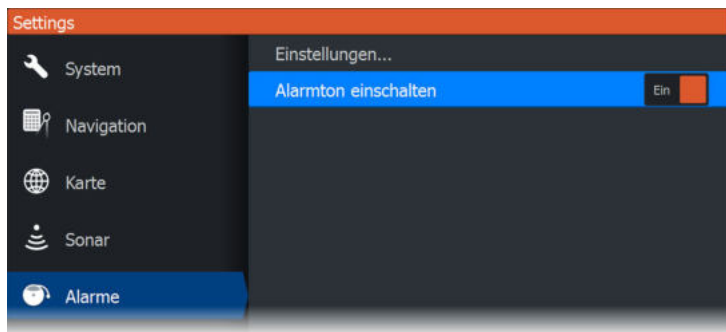 Settings
System
Navigation
Karte
Sonar
Alarme
Einstellungen...
Alarmton einschalten Ein